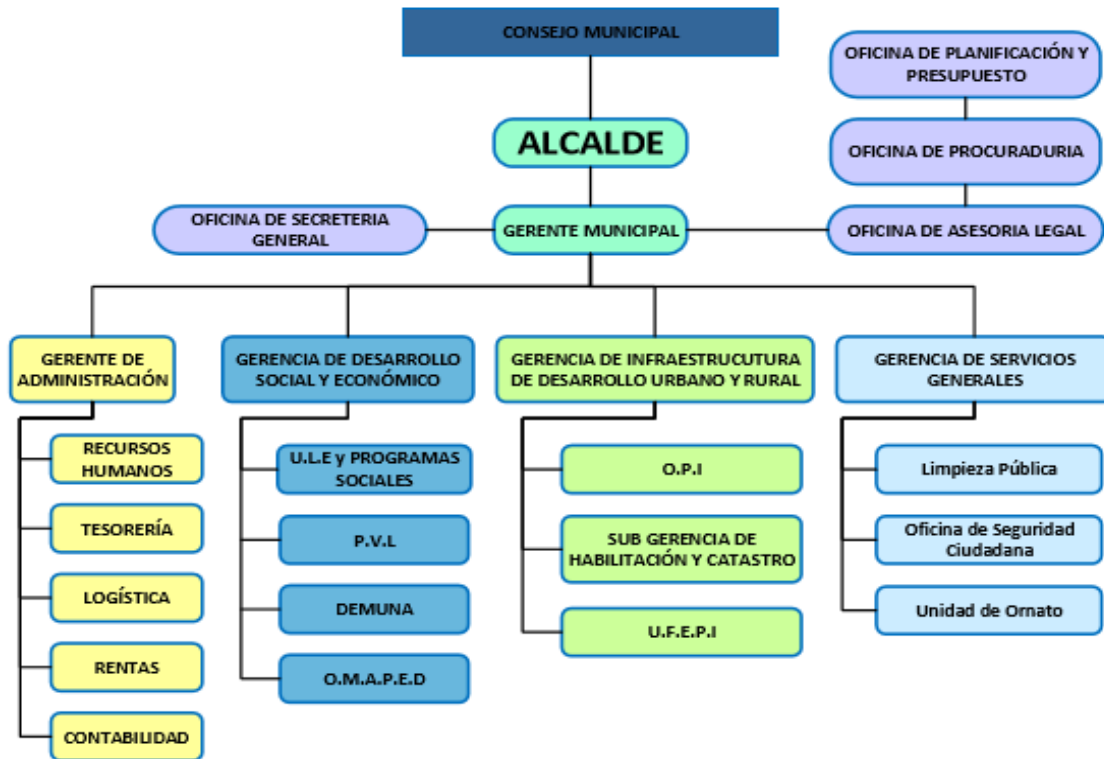 CONSEJO MUNICIPAL
OFICINA DE PLANIFICACIÓN Y
PRESUPUESTO
ALCALDE
OFICINA DE PROCURADURIA
OFICINA DE SECRETERIA
GENERAL
GERENTE MUNICIPAL
OFICINA DE ASESORIA LEGAL
GERENTE DE
ADMINISTRACIÓN
GERENCIA DE DESARROLLO
SOCIAL Y ECONÓMICO
GERENCIA DE INFRAESTRUCUTURA
DE DESARROLLO URBANO Y RURAL
GERENCIA DE SERVICIOS
GENERALES
RECURSOS
HUMANOS
TESORERÍA
LOGÍSTICA
RENTAS
CONTABILIDAD
U.L.E y PROGRAMAS
SOCIALES
P.V.L
DEMUNA
O.M.A.P.E.D
O.P.I
SUB GERENCIA DE
HABILITACIÓN Y CATASTRO
U.F.E.P.I
Limpieza Pública
Oficina de Seguridad
Ciudadana
Unidad de Ornato